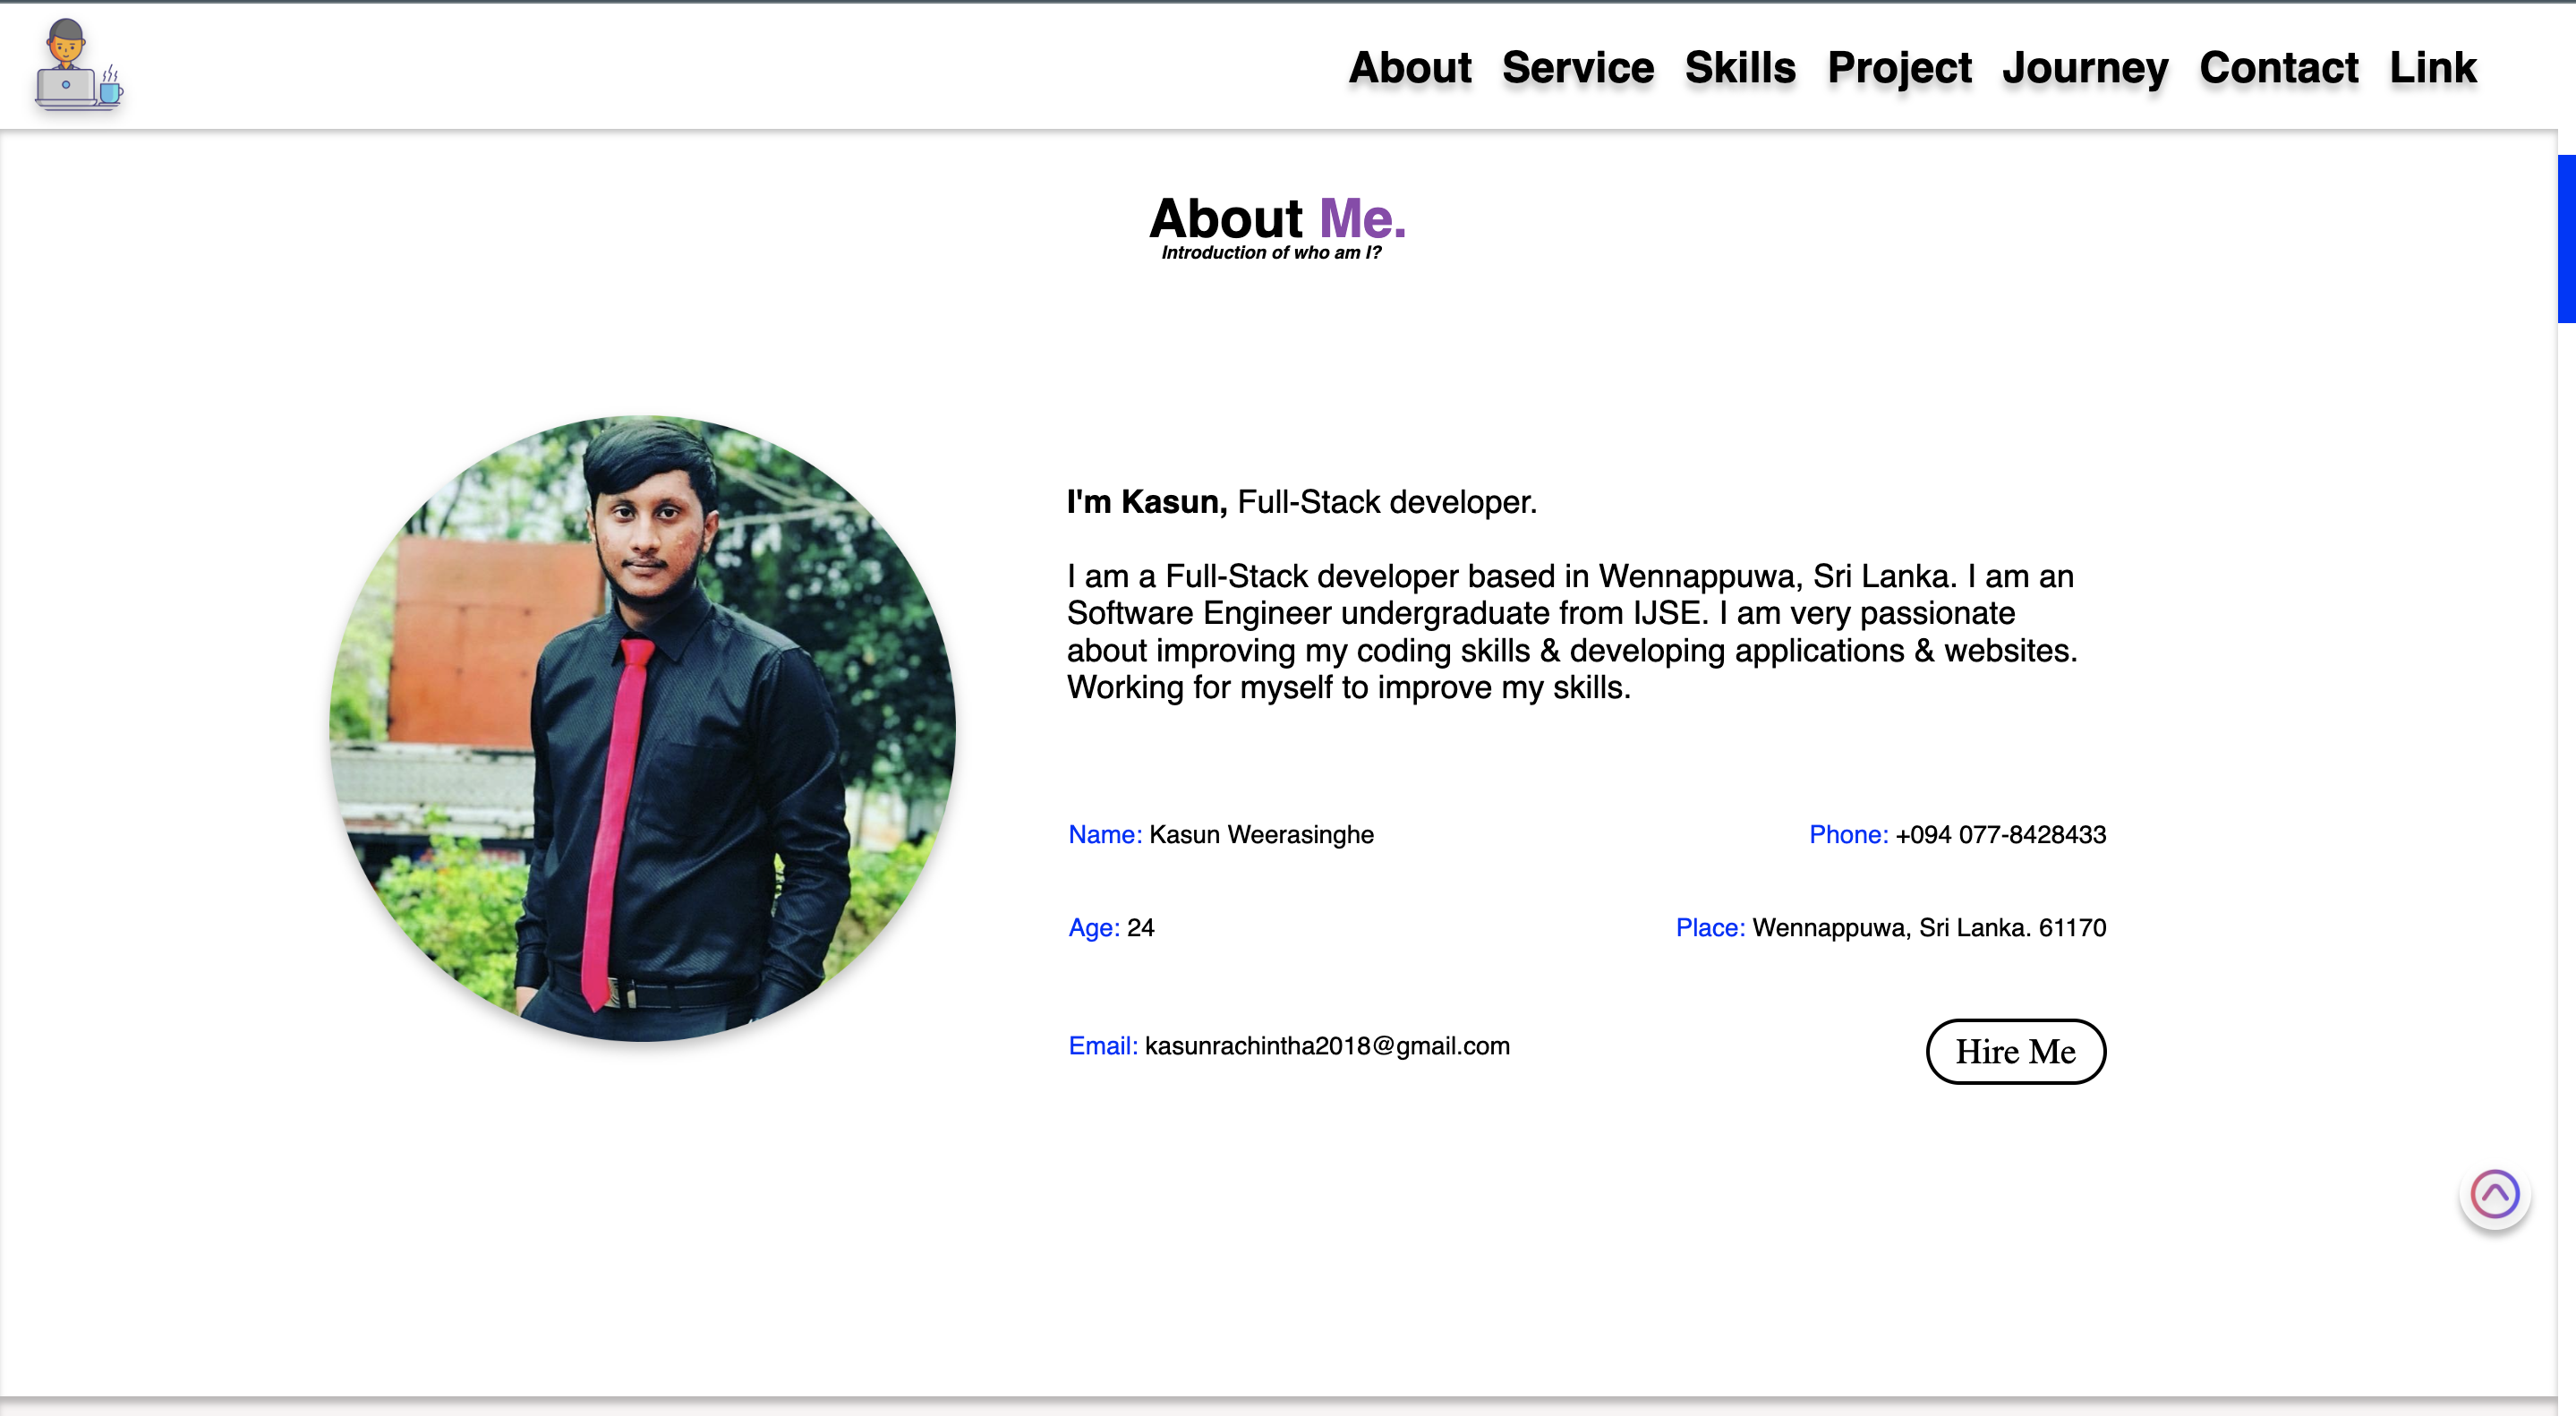 About Service Skills Project Journey Contact Link
About Me.
Introduction of who am I?
I'm Kasun, Full-Stack developer.
I am a Full-Stack developer based in Wennappuwa, Sri Lanka. I am an
Software Engineer undergraduate from IJSE. I am very passionate
about improving my coding skills & developing applications & websites.
Working for myself to improve my skills.
Name: Kasun Weerasinghe
Phone: +094 077-8428433
Age: 24
Place: Wennappuwa, Sri Lanka. 61170
Email: kasunrachintha2018@gmail.com
Hire Me